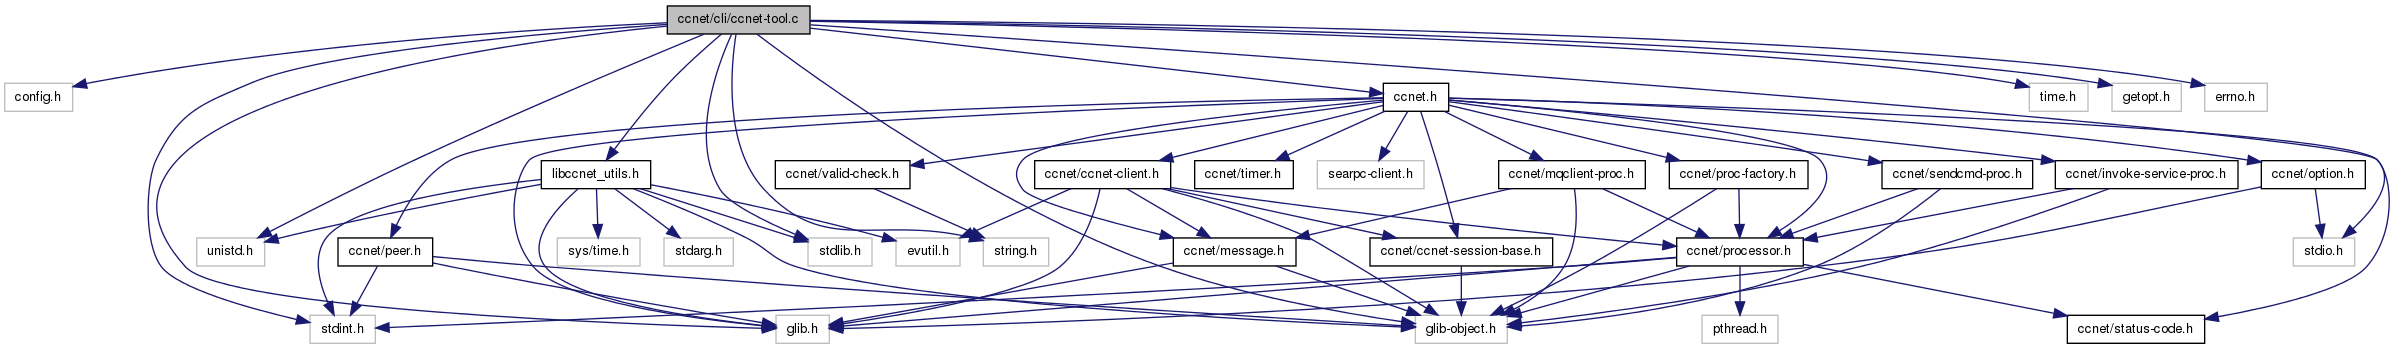 ccnet/cli/ccnet-tool.c
config.h
ccnet.h
time.h
getopt.h
errno.h
libccnet_utils.h
ccnet/valid-check.h
ccnet/ccnet-client.h
ccnet/timer.h
searpc-client.h
ccnet/mqclient-proc.h
ccnet/proc-factory.h
ccnet/sendcmd-proc.h
ccnet/invoke-service-proc.h
ccnet/option.h
unistd.h
ccnet/peer.h
sys/time.h
stdarg.h
stdlib.h
evutil.h
string.h
ccnet/message.h
ccnet/ccnet-session-base.h
ccnet/processor.h
stdio.h
stdint.h
glib.h
glib-object.h
pthread.h
ccnet/status-code.h